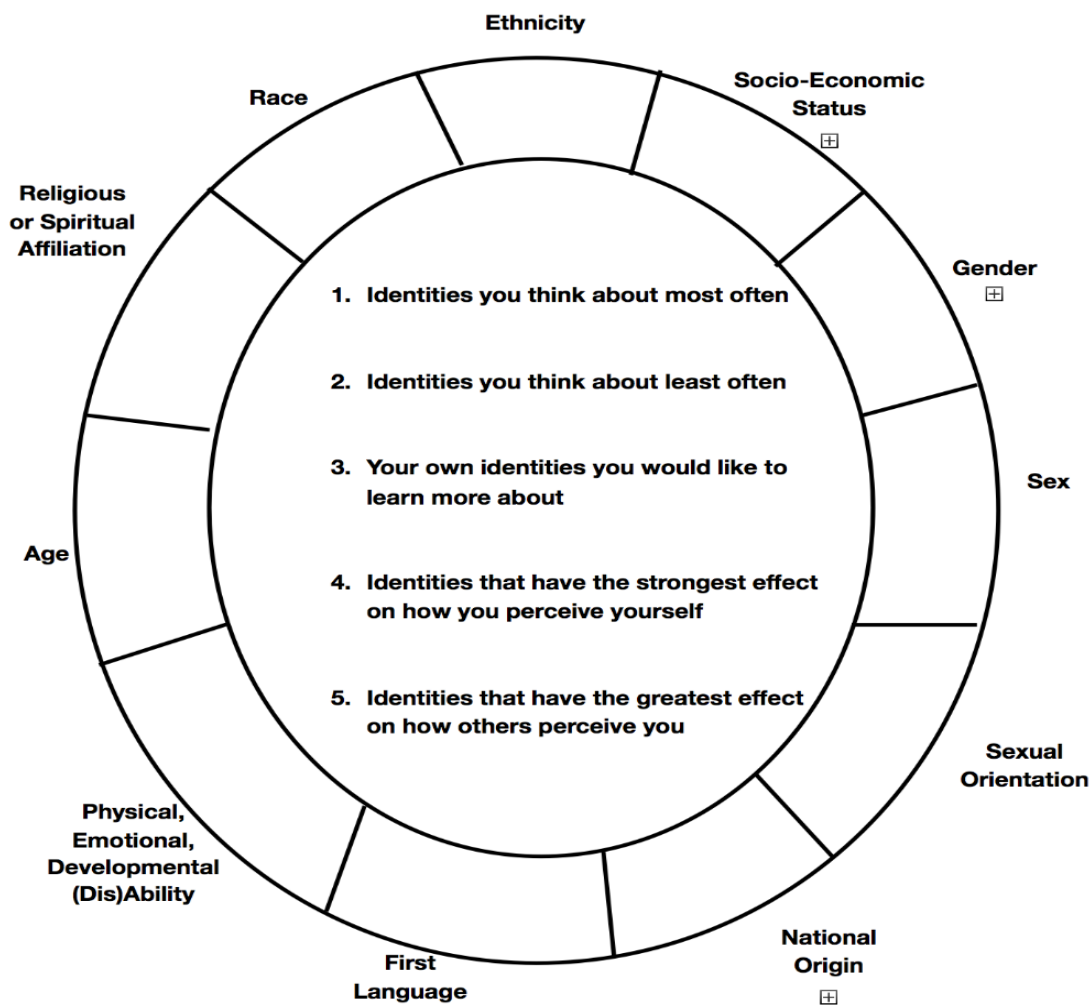 Ethnicity
Socio-Economic
Status
Race
Religious
or Spiritual
Affiliation
Gender
1. Identities you think about most often
2. Identities you think about least often
3. Your own identities you would like to
learn more about
Sex
Age
4. Identities that have the strongest effect
on how you perceive yourself
5. Identities that have the greatest effect
on how others perceive you
Sexual
Orientation
Physical,
Emotional,
Developmental
(Dis)Ability
National
Origin
First
Language